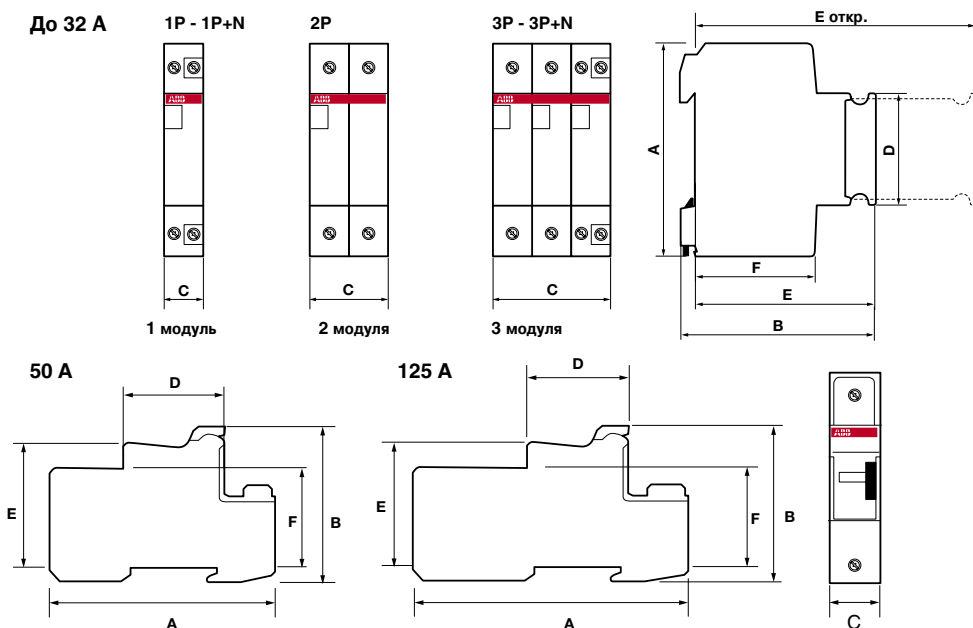 До 32 А
1P - 1P+N
2P
3P - 3P+N
E откр.
ABB
ABB
ABB
A
D
F
E
B
C
C
C
1 модуль
2 модуля
3 модуля
50 А
D
E
F
B
A
125 А
D
E
F
B
A
ABB
C